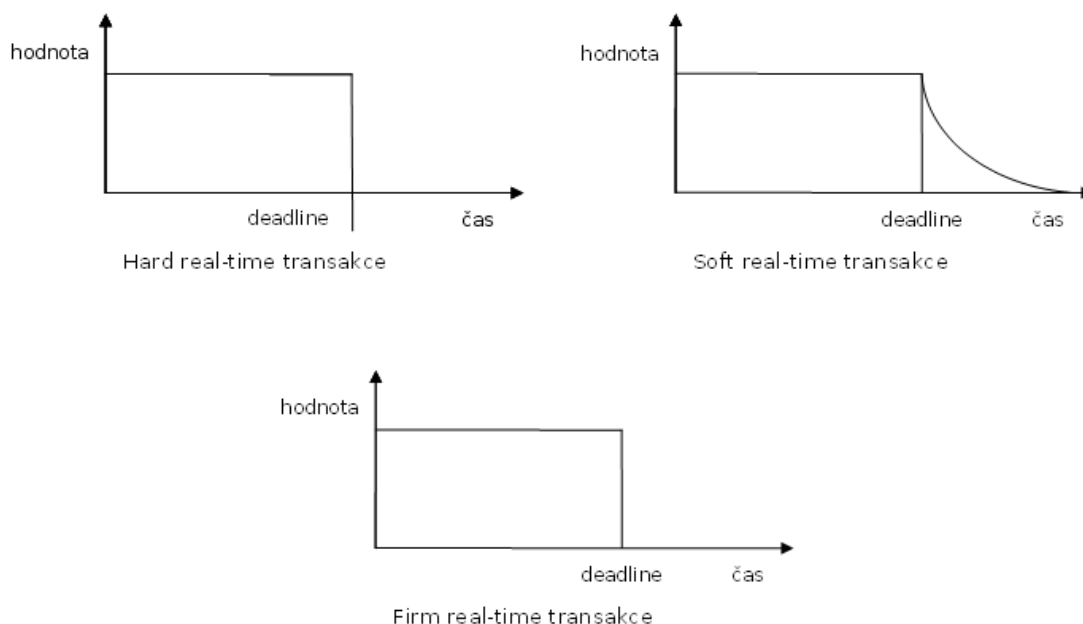 hodnota
deadline
čas
Hard real-time transakce
hodnota
deadline
čas
Soft real-time transakce
hodnota
deadline
čas
Firm real-time transakce